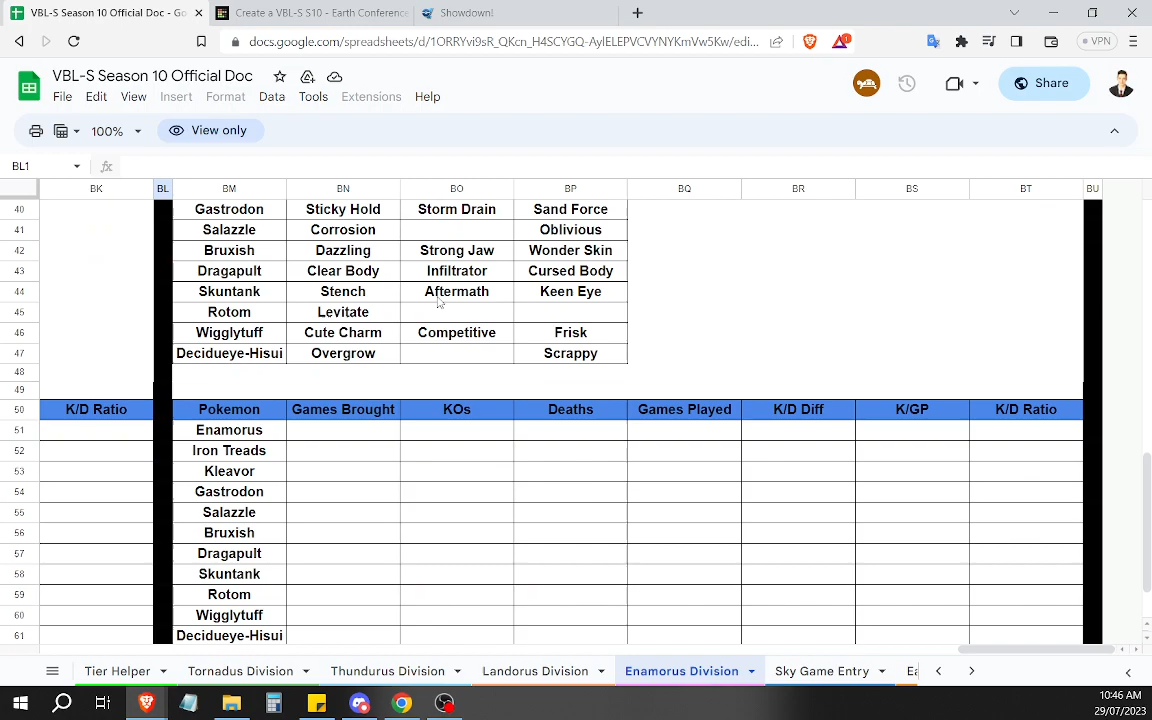 VBL-S Season 10 Official Doc - Go
Create a VBL-S S10 - Earth Conference
Showdown!
docs.google.com/spreadsheets/d/1ORRYvi9sR_QKcn_H4SCYGQ-AylELEPVCVYNYKmVw5Kw/edi...
VPN
VBL-S Season 10 Official Doc
File Edit View Insert Format Data Tools Extensions Help
Share
100% View only
BL1 fx
BK BL BM BN BO BP BQ BR BS BT BU
40 Gastrodon Sticky Hold Storm Drain Sand Force
41 Salazzle Corrosion Oblivious
42 Bruxish Dazzling Strong Jaw Wonder Skin
43 Dragapult Clear Body Infiltrator Cursed Body
44 Skuntank Stench Aftermath Keen Eye
45 Rotom Levitate
46 Wigglytuff Cute Charm Competitive Frisk
47 Decidueye-Hisui Overgrow Scrappy
48
49
50 K/D Ratio Pokemon Games Brought KOs Deaths Games Played K/D Diff K/GP K/D Ratio
51 Enamorus
52 Iron Treads
53 Kleavor
54 Gastrodon
55 Salazzle
56 Bruxish
57 Dragapult
58 Skuntank
59 Rotom
60 Wigglytuff
61 Decidueye-Hisui
Tier Helper Tornadus Division Thundurus Division Landorus Division Enamorus Division Sky Game Entry Ea
10:46 AM
29/07/2023